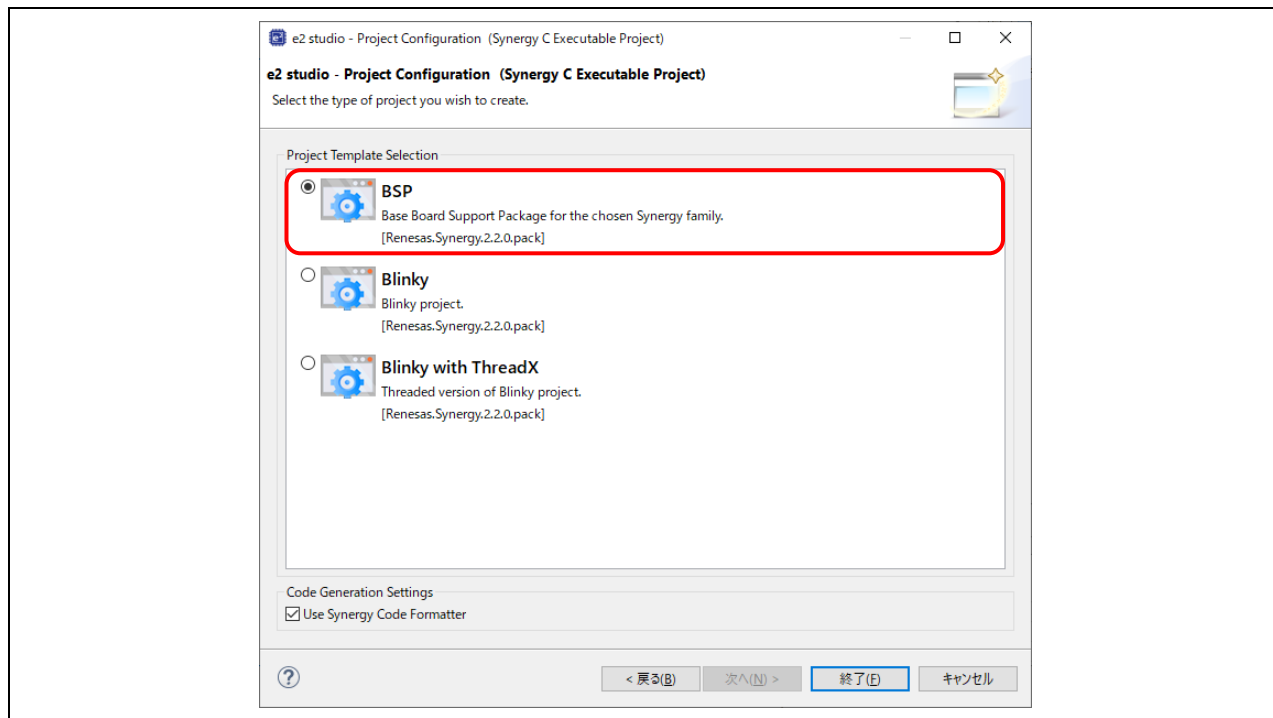 e2 studio - Project Configuration (Synergy C Executable Project)
e2 studio - Project Configuration (Synergy C Executable Project)
Select the type of project you wish to create.
Project Template Selection
BSP
Base Board Support Package for the chosen Synergy family.
[Renesas.Synergy.2.2.0.pack]
Blinky
Blinky project.
[Renesas.Synergy.2.2.0.pack]
Blinky with ThreadX
Threaded version of Blinky project.
[Renesas.Synergy.2.2.0.pack]
Code Generation Settings
Use Synergy Code Formatter
? < 戻る(B) 次へ(N) > 終了(F) キャンセル